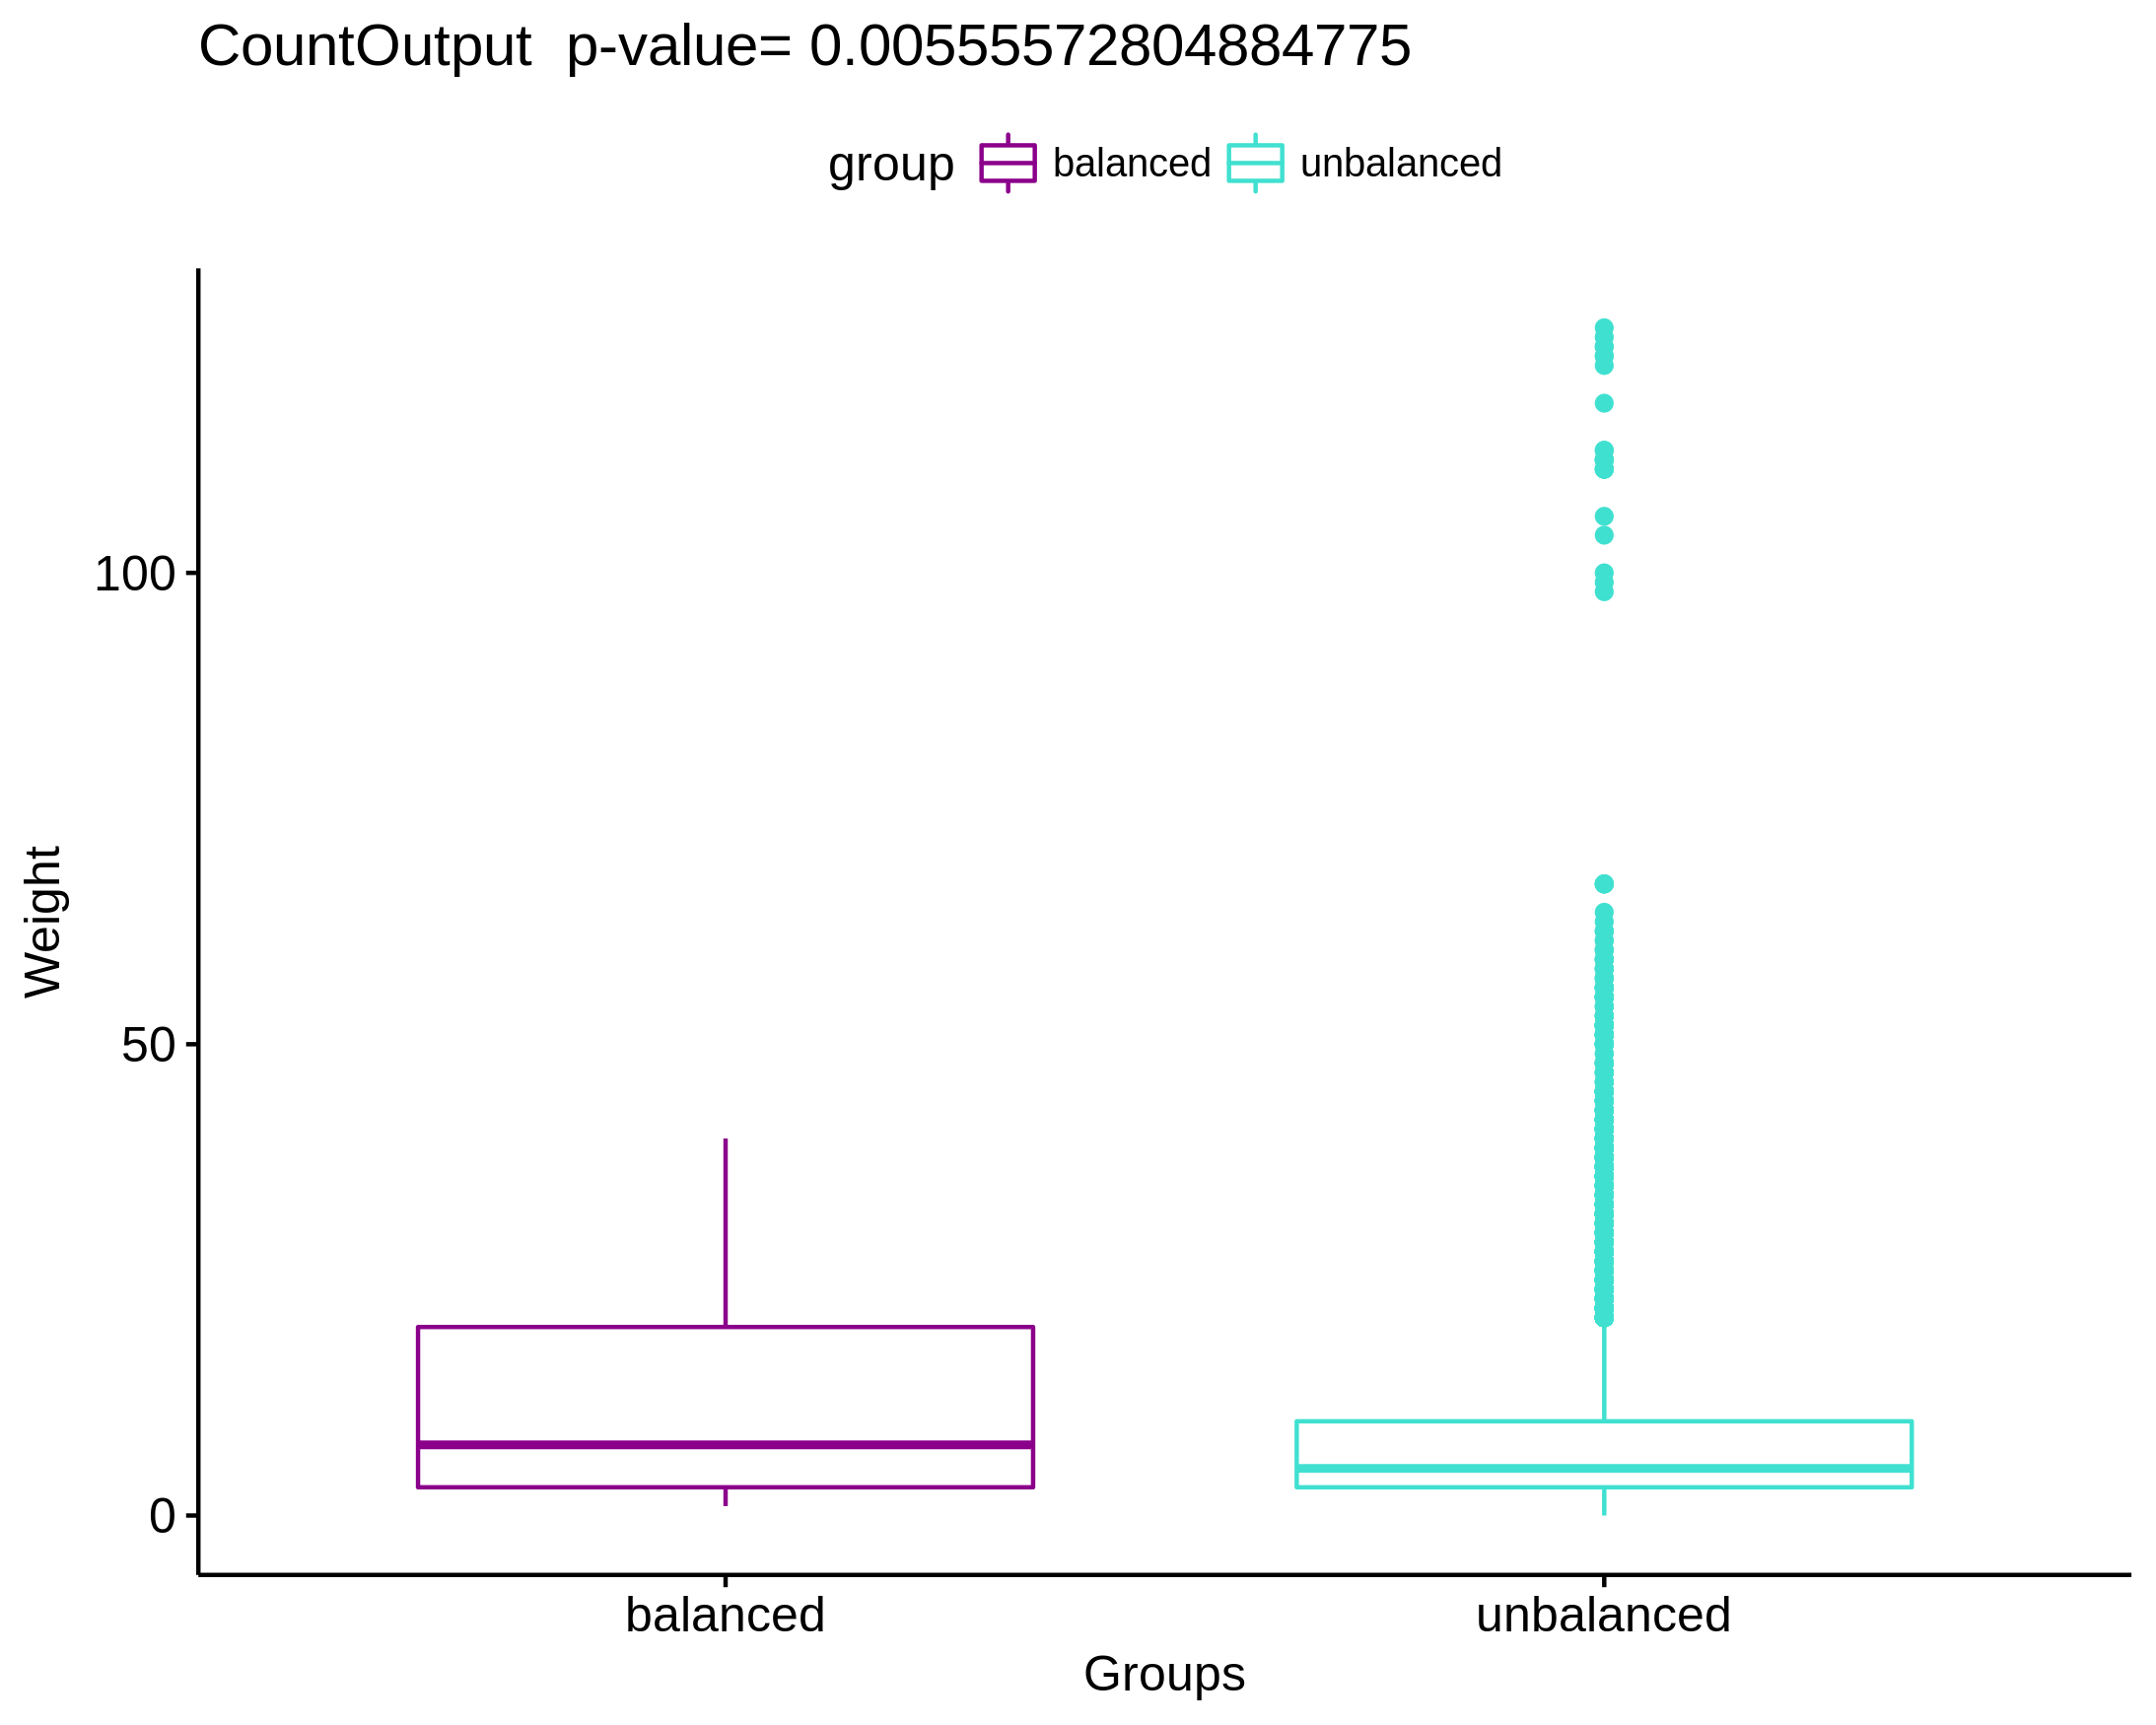 CountOutput  p-value= 0.00555572804884775
group balanced unbalanced
Weight
100
50
0
balanced unbalanced
Groups